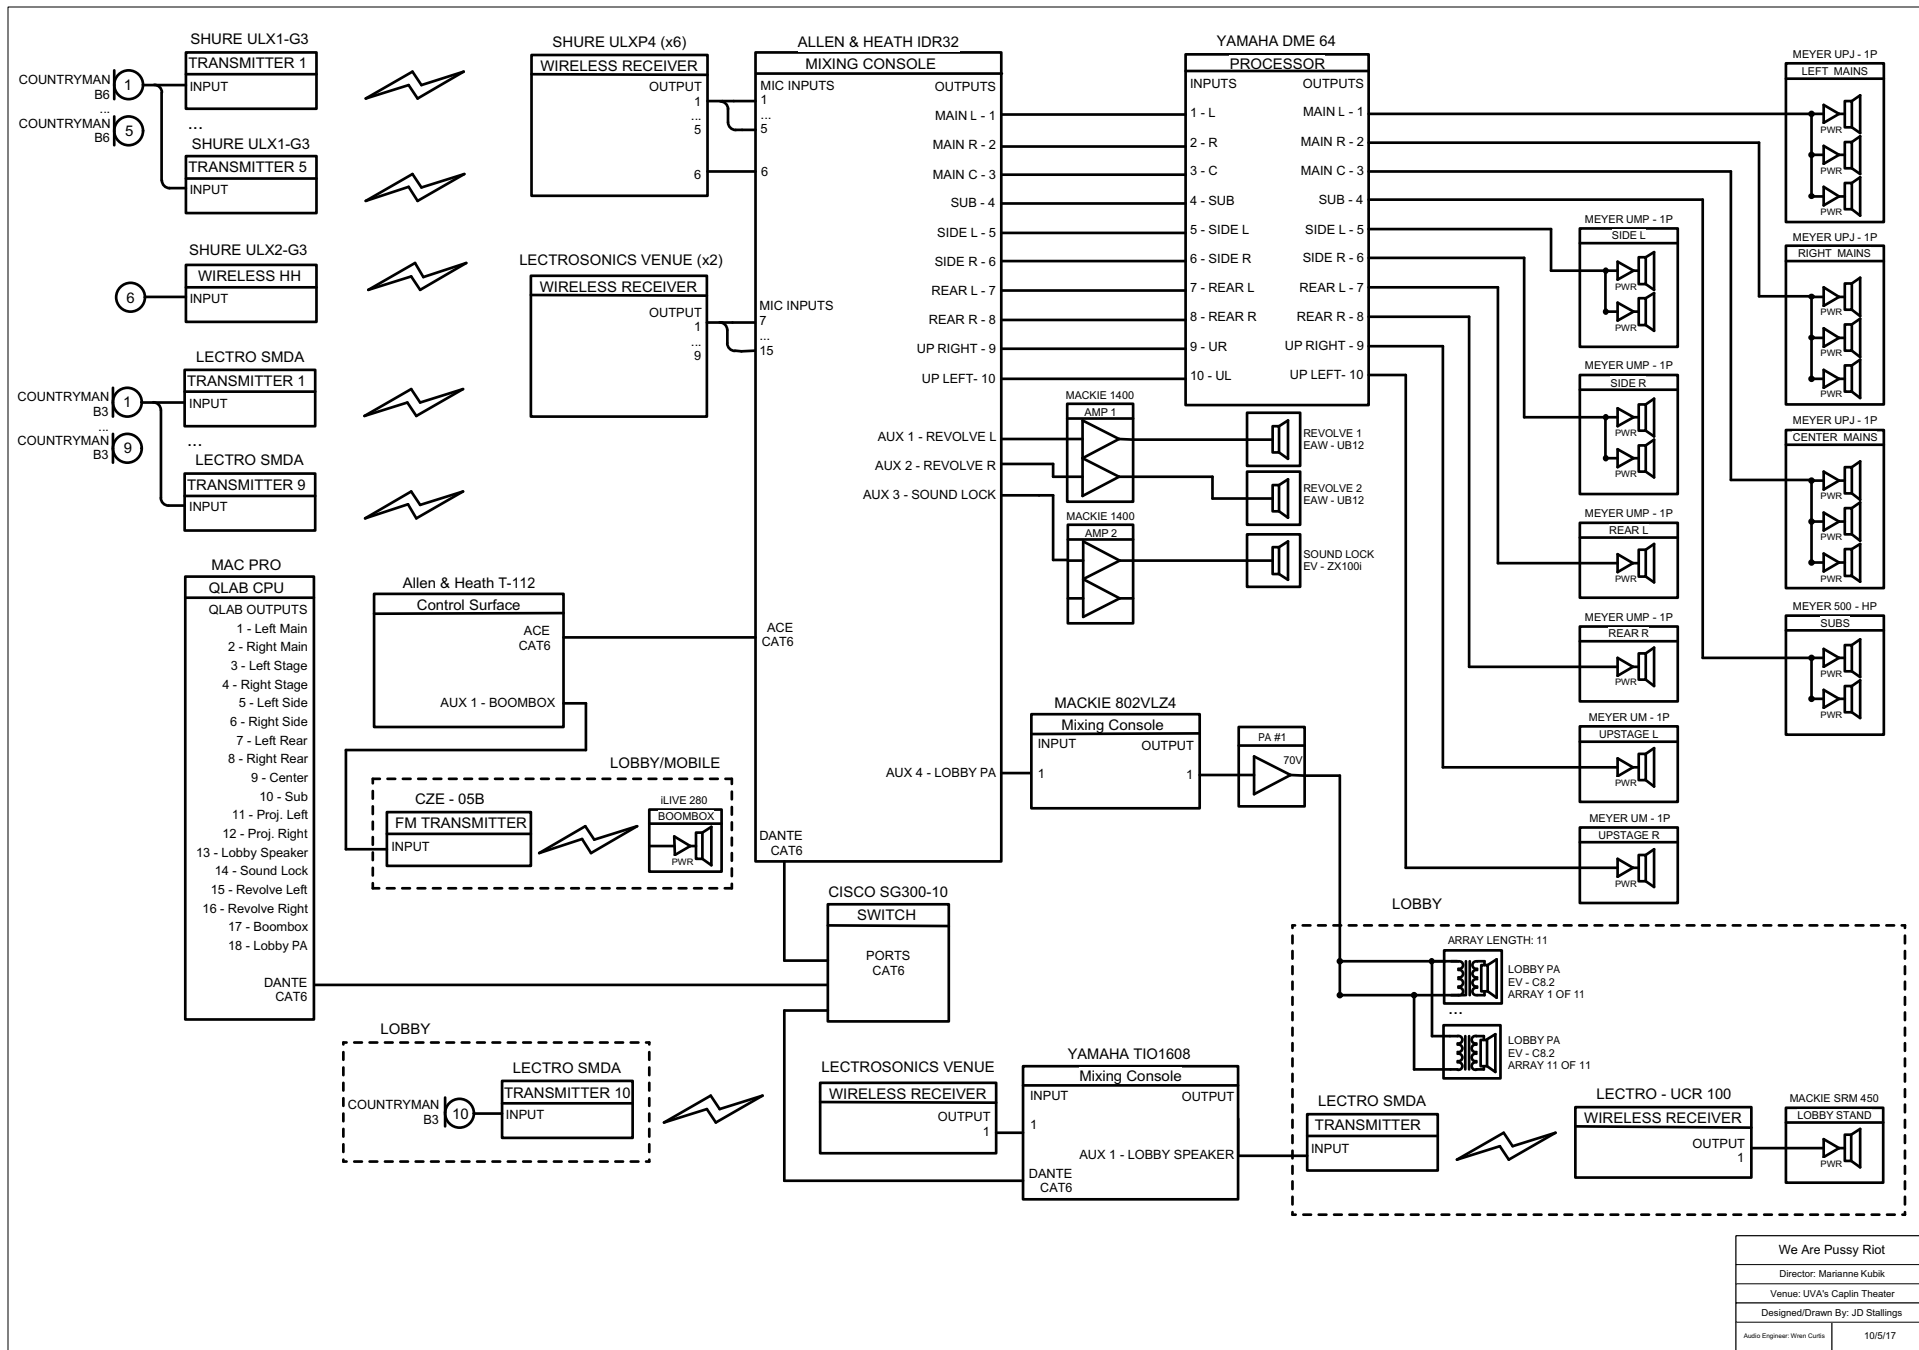 SHURE ULX1-G3
TRANSMITTER 1
INPUT
COUNTRYMAN
B6
1
...
COUNTRYMAN
B6
5
...
SHURE ULX1-G3
TRANSMITTER 5
INPUT
SHURE ULX2-G3
WIRELESS HH
INPUT
6
LECTRO SMDA
TRANSMITTER 1
INPUT
COUNTRYMAN
B3
1
...
COUNTRYMAN
B3
9
...
LECTRO SMDA
TRANSMITTER 9
INPUT
MAC PRO
QLAB CPU
QLAB OUTPUTS
1 - Left Main
2 - Right Main
3 - Left Stage
4 - Right Stage
5 - Left Side
6 - Right Side
7 - Left Rear
8 - Right Rear
9 - Center
10 - Sub
11 - Proj. Left
12 - Proj. Right
13 - Lobby Speaker
14 - Sound Lock
15 - Revolve Left
16 - Revolve Right
17 - Boombox
18 - Lobby PA
DANTE
CAT6
SHURE ULXP4 (x6)
WIRELESS RECEIVER
OUTPUT
1
...
5
6
LECTROSONICS VENUE (x2)
WIRELESS RECEIVER
OUTPUT
1
...
9
Allen & Heath T-112
Control Surface
ACE
CAT6
AUX 1 - BOOMBOX
LOBBY/MOBILE
CZE - 05B
FM TRANSMITTER
INPUT
iLIVE 280
BOOMBOX
PWR
ALLEN & HEATH IDR32
MIXING CONSOLE
MIC INPUTS
1
...
5
6
MIC INPUTS
7
...
15
ACE
CAT6
DANTE
CAT6
OUTPUTS
MAIN L - 1
MAIN R - 2
MAIN C - 3
SUB - 4
SIDE L - 5
SIDE R - 6
REAR L - 7
REAR R - 8
UP RIGHT - 9
UP LEFT- 10
AUX 1 - REVOLVE L
AUX 2 - REVOLVE R
AUX 3 - SOUND LOCK
AUX 4 - LOBBY PA
YAMAHA DME 64
PROCESSOR
INPUTS
1 - L
2 - R
3 - C
4 - SUB
5 - SIDE L
6 - SIDE R
7 - REAR L
8 - REAR R
9 - UR
10 - UL
OUTPUTS
MAIN L - 1
MAIN R - 2
MAIN C - 3
SUB - 4
SIDE L - 5
SIDE R - 6
REAR L - 7
REAR R - 8
UP RIGHT - 9
UP LEFT- 10
MACKIE 1400
AMP 1
REVOLVE 1
EAW - UB12
REVOLVE 2
EAW - UB12
MACKIE 1400
AMP 2
SOUND LOCK
EV - ZX100i
MACKIE 802VLZ4
Mixing Console
INPUT
OUTPUT
1
1
PA #1
70V
MEYER UMP - 1P
SIDE L
PWR
PWR
MEYER UMP - 1P
SIDE R
PWR
PWR
MEYER UMP - 1P
REAR L
PWR
MEYER UMP - 1P
REAR R
PWR
MEYER UM - 1P
UPSTAGE L
PWR
MEYER UM - 1P
UPSTAGE R
PWR
MEYER UPJ - 1P
LEFT MAINS
PWR
PWR
PWR
MEYER UPJ - 1P
RIGHT MAINS
PWR
PWR
PWR
MEYER UPJ - 1P
CENTER MAINS
PWR
PWR
PWR
MEYER 500 - HP
SUBS
PWR
PWR
CISCO SG300-10
SWITCH
PORTS
CAT6
LOBBY
LECTRO SMDA
TRANSMITTER 10
INPUT
COUNTRYMAN
B3
10
LECTROSONICS VENUE
WIRELESS RECEIVER
OUTPUT
1
YAMAHA TIO1608
Mixing Console
INPUT
OUTPUT
1
AUX 1 - LOBBY SPEAKER
DANTE
CAT6
LOBBY
ARRAY LENGTH: 11
LOBBY PA
EV - C8.2
ARRAY 1 OF 11
...
LOBBY PA
EV - C8.2
ARRAY 11 OF 11
LECTRO SMDA
TRANSMITTER
INPUT
LECTRO - UCR 100
WIRELESS RECEIVER
OUTPUT
1
MACKIE SRM 450
LOBBY STAND
PWR
We Are Pussy Riot
Director: Marianne Kubik
Venue: UVA's Caplin Theater
Designed/Drawn By: JD Stallings
Audio Engineer: Wren Curtis
10/5/17